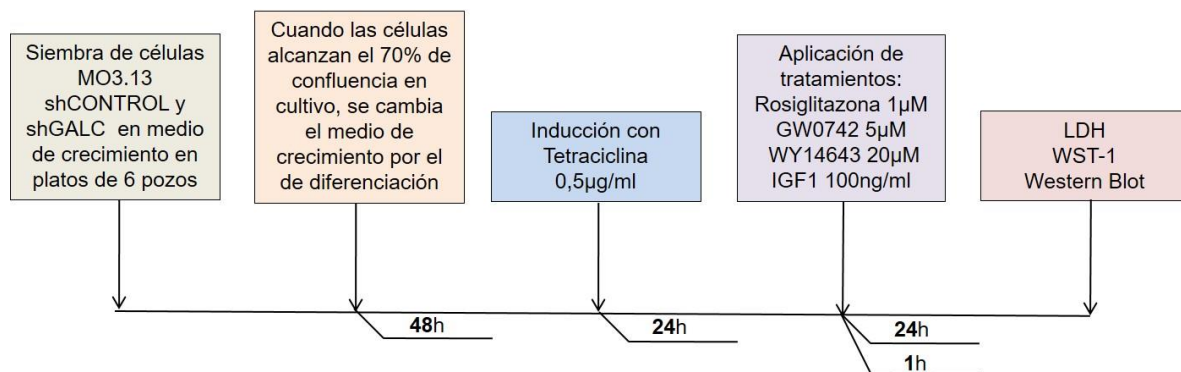 Siembra de células
MO3.13
shCONTROL y
shGALC en medio
de crecimiento en
platos de 6 pozos
Cuando las células
alcanzan el 70% de
confluencia en
cultivo, se cambia
el medio de
crecimiento por el
de diferenciación
Inducción con
Tetraciclina
0,5µg/ml
Aplicación de
tratamientos:
Rosiglitazona 1µM
GW0742 5µM
WY14643 20µM
IGF1 100ng/ml
LDH
WST-1
Western Blot
48h
24h
24h
1h